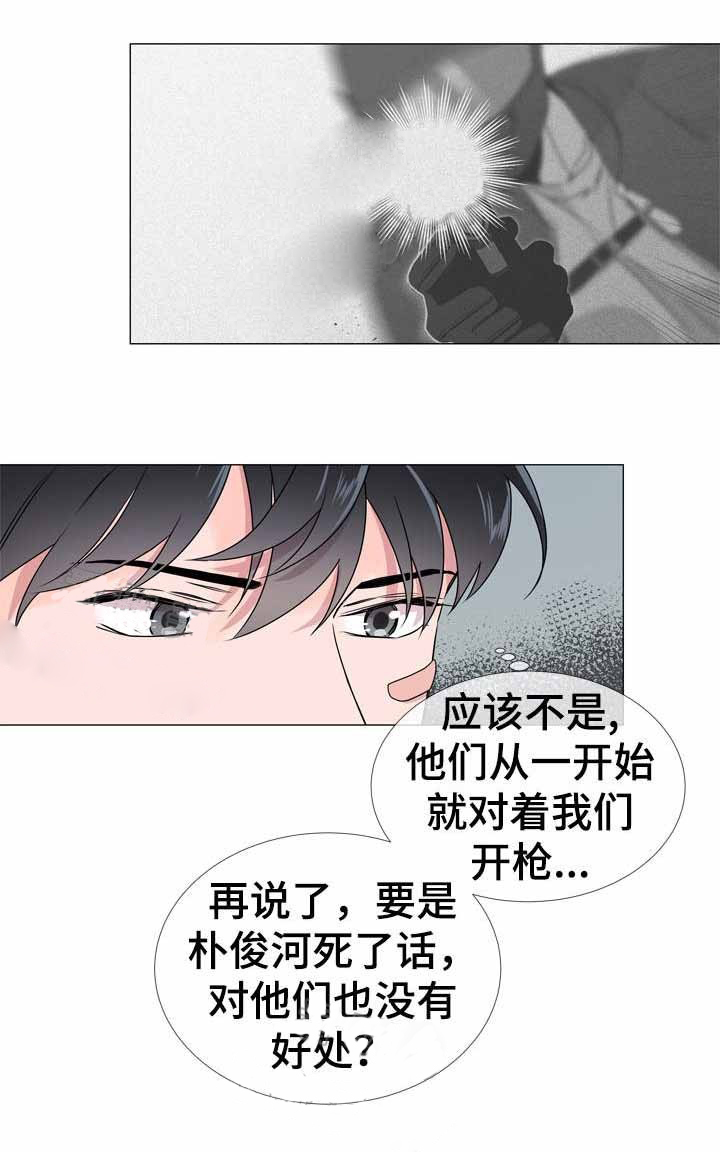 应该不是,
他们从一开始
就对着我们
开枪...
再说了，要是
朴俊河死了话，
对他们也没有
好处？